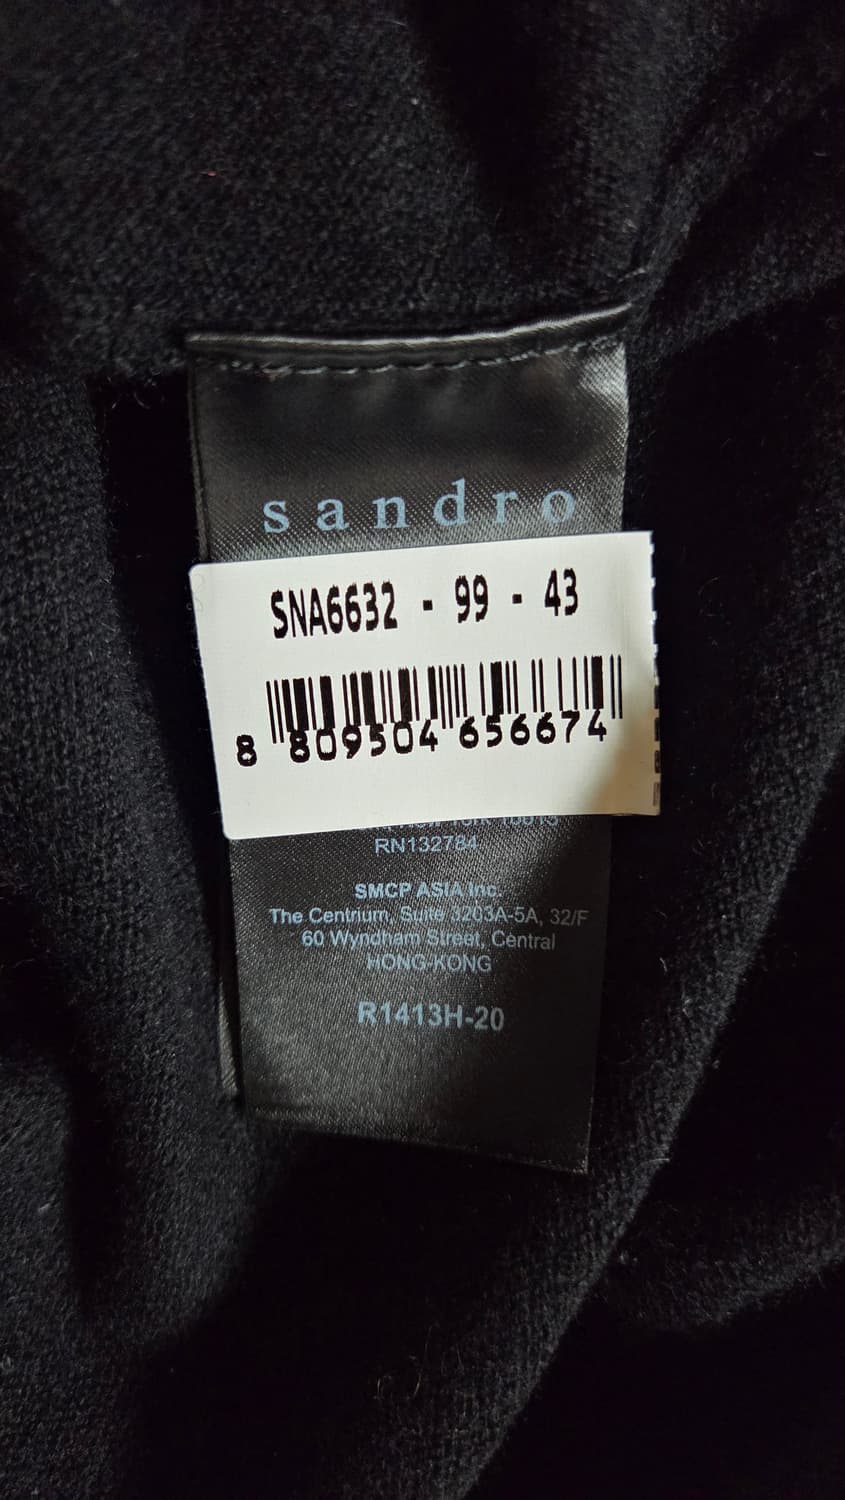 sandro
SNA6632 - 99 - 43
8 809504 656674
RN132784
SMCP ASIA Inc.
The Centrium, Suite 3203A-5A, 32/F
60 Wyndham Street, Central
HONG-KONG
R1413H-20